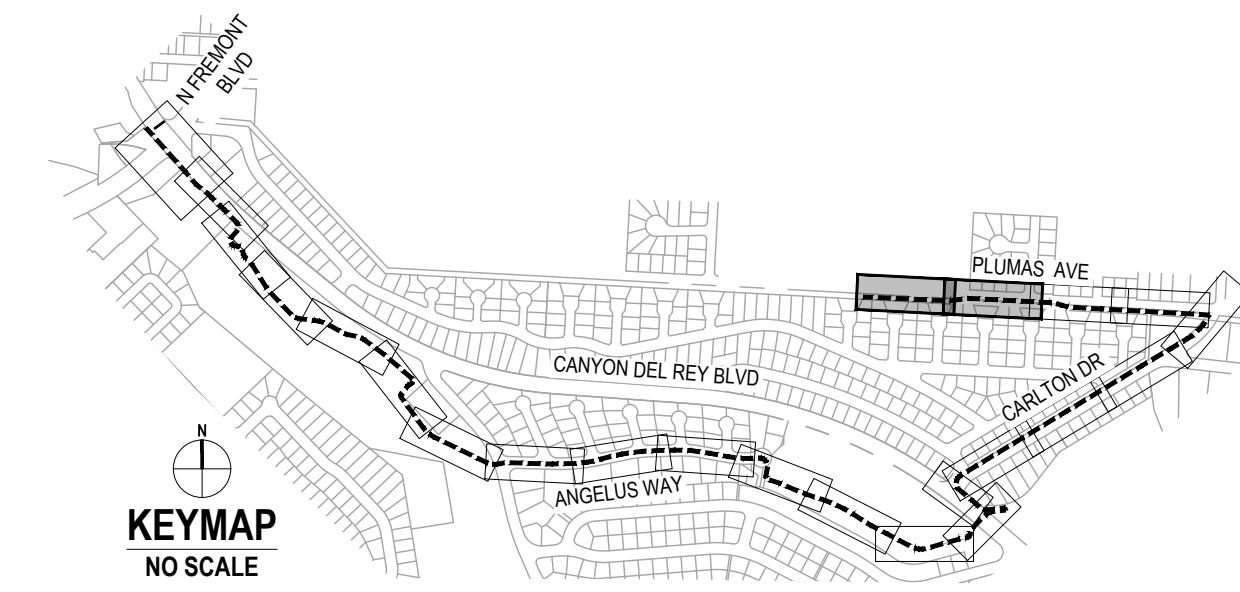 N FREMONT
BLVD
PLUMAS AVE
CANYON DEL REY BLVD
CARLTON DR
ANGELUS WAY
N
KEYMAP
NO SCALE